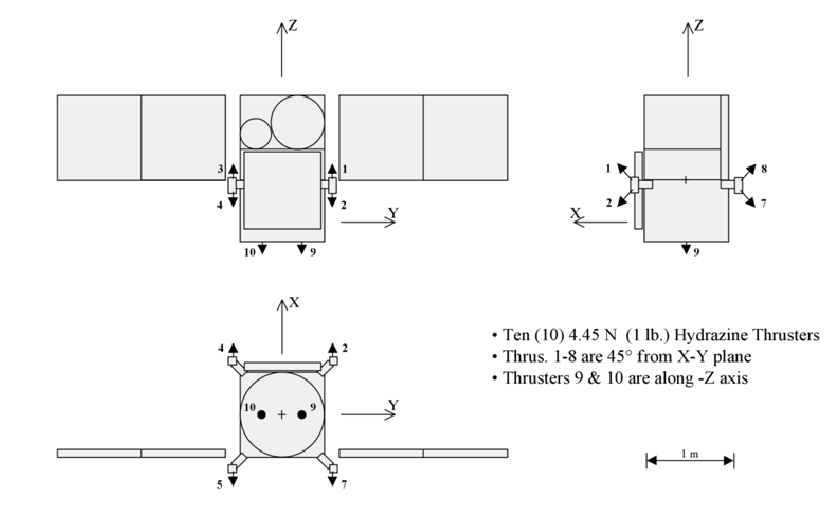 Z
Z
3
1
1
8
4
2
2
7
Y
X
10
9
9
X
4
2
• Ten (10) 4.45 N (1 lb.) Hydrazine Thrusters
• Thrus. 1-8 are 45° from X-Y plane
• Thrusters 9 & 10 are along -Z axis
10
9
Y
1 m
5
7